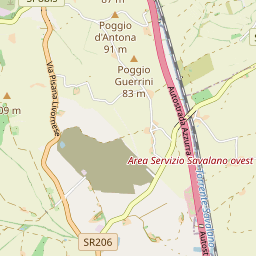 Poggio
d'Antona
91 m
Poggio
Guerrini
83 m
Via Pisana Livornese
Autostrada Azzurra
Area Servizio Savalano ovest
SR206